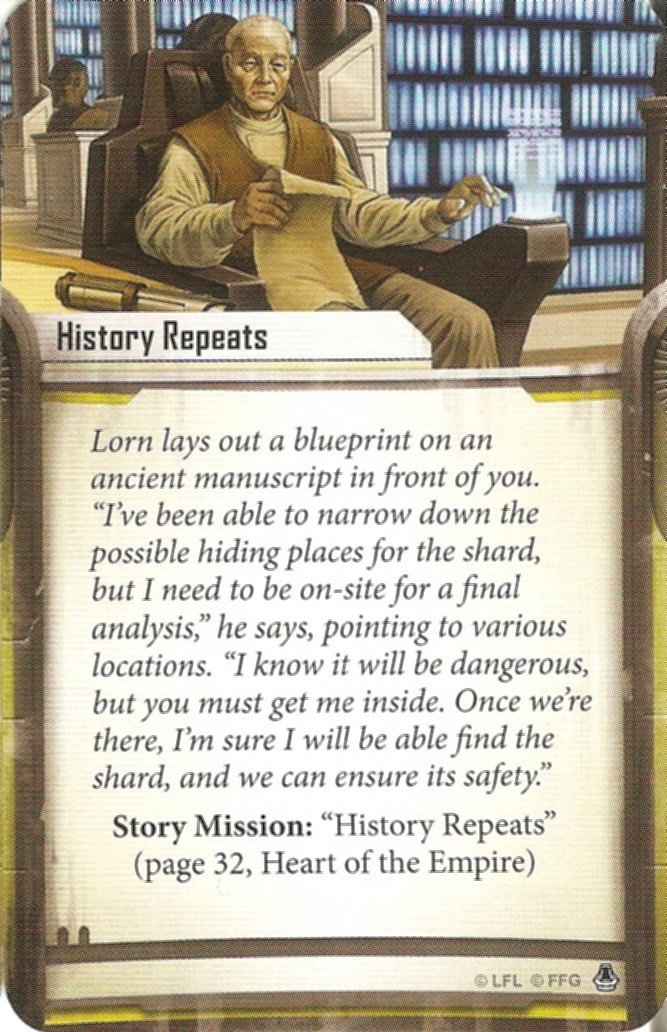 History Repeats
Lorn lays out a blueprint on an
ancient manuscript in front of you.
“I’ve been able to narrow down the
possible hiding places for the shard,
but I need to be on-site for a final
analysis,” he says, pointing to various
locations. “I know it will be dangerous,
but you must get me inside. Once we’re
there, I’m sure I will be able find the
shard, and we can ensure its safety.”
Story Mission: “History Repeats”
(page 32, Heart of the Empire)
© LFL © FFG